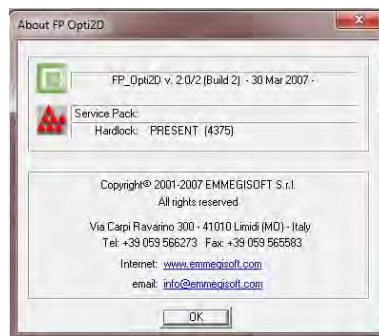 About FP Opti2D
FP_Opti2D v. 2.0/2 (Build 2) - 30 Mar 2007 -
Service Pack:
Hardlock: PRESENT (4375)
Copyright© 2001-2007 EMMEGISOFT S.r.l.
All rights reserved
Via Carpi Ravarino 300 - 41010 Limidi (MO) - Italy
Tel: +39 059 566273 Fax: +39 059 565583
Internet: www.emmegisoft.com
email: info@emmegisoft.com
OK